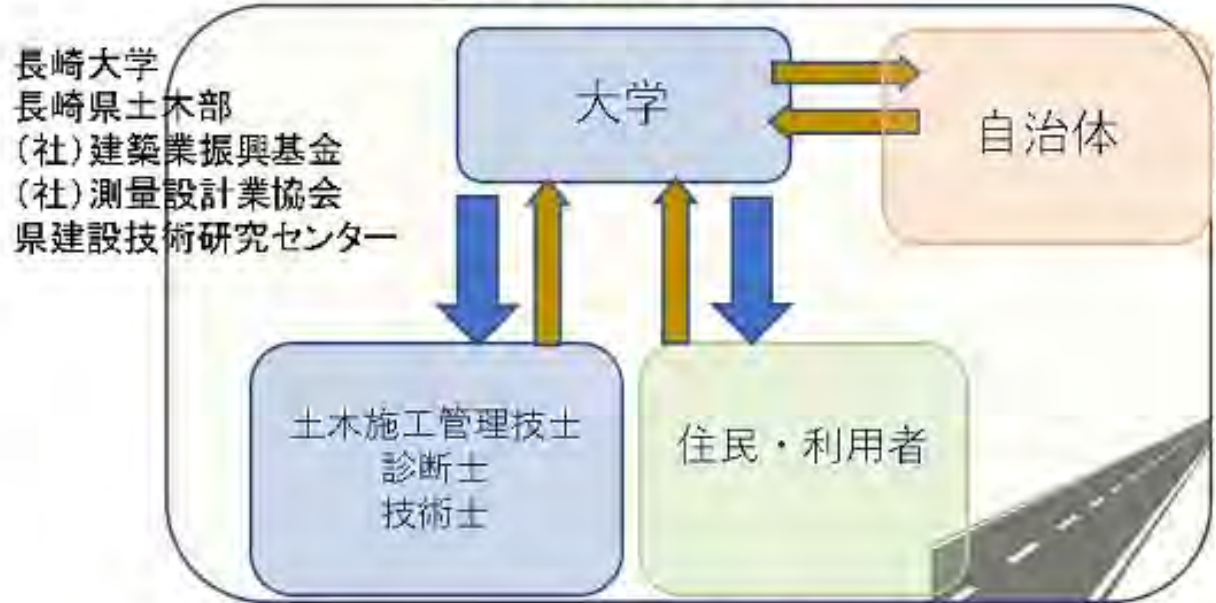 長崎大学
長崎県土木部
(社)建築業振興基金
(社)測量設計業協会
県建設技術研究センター
大学
自治体
土木施工管理技士
診断士
技術士
住民・利用者